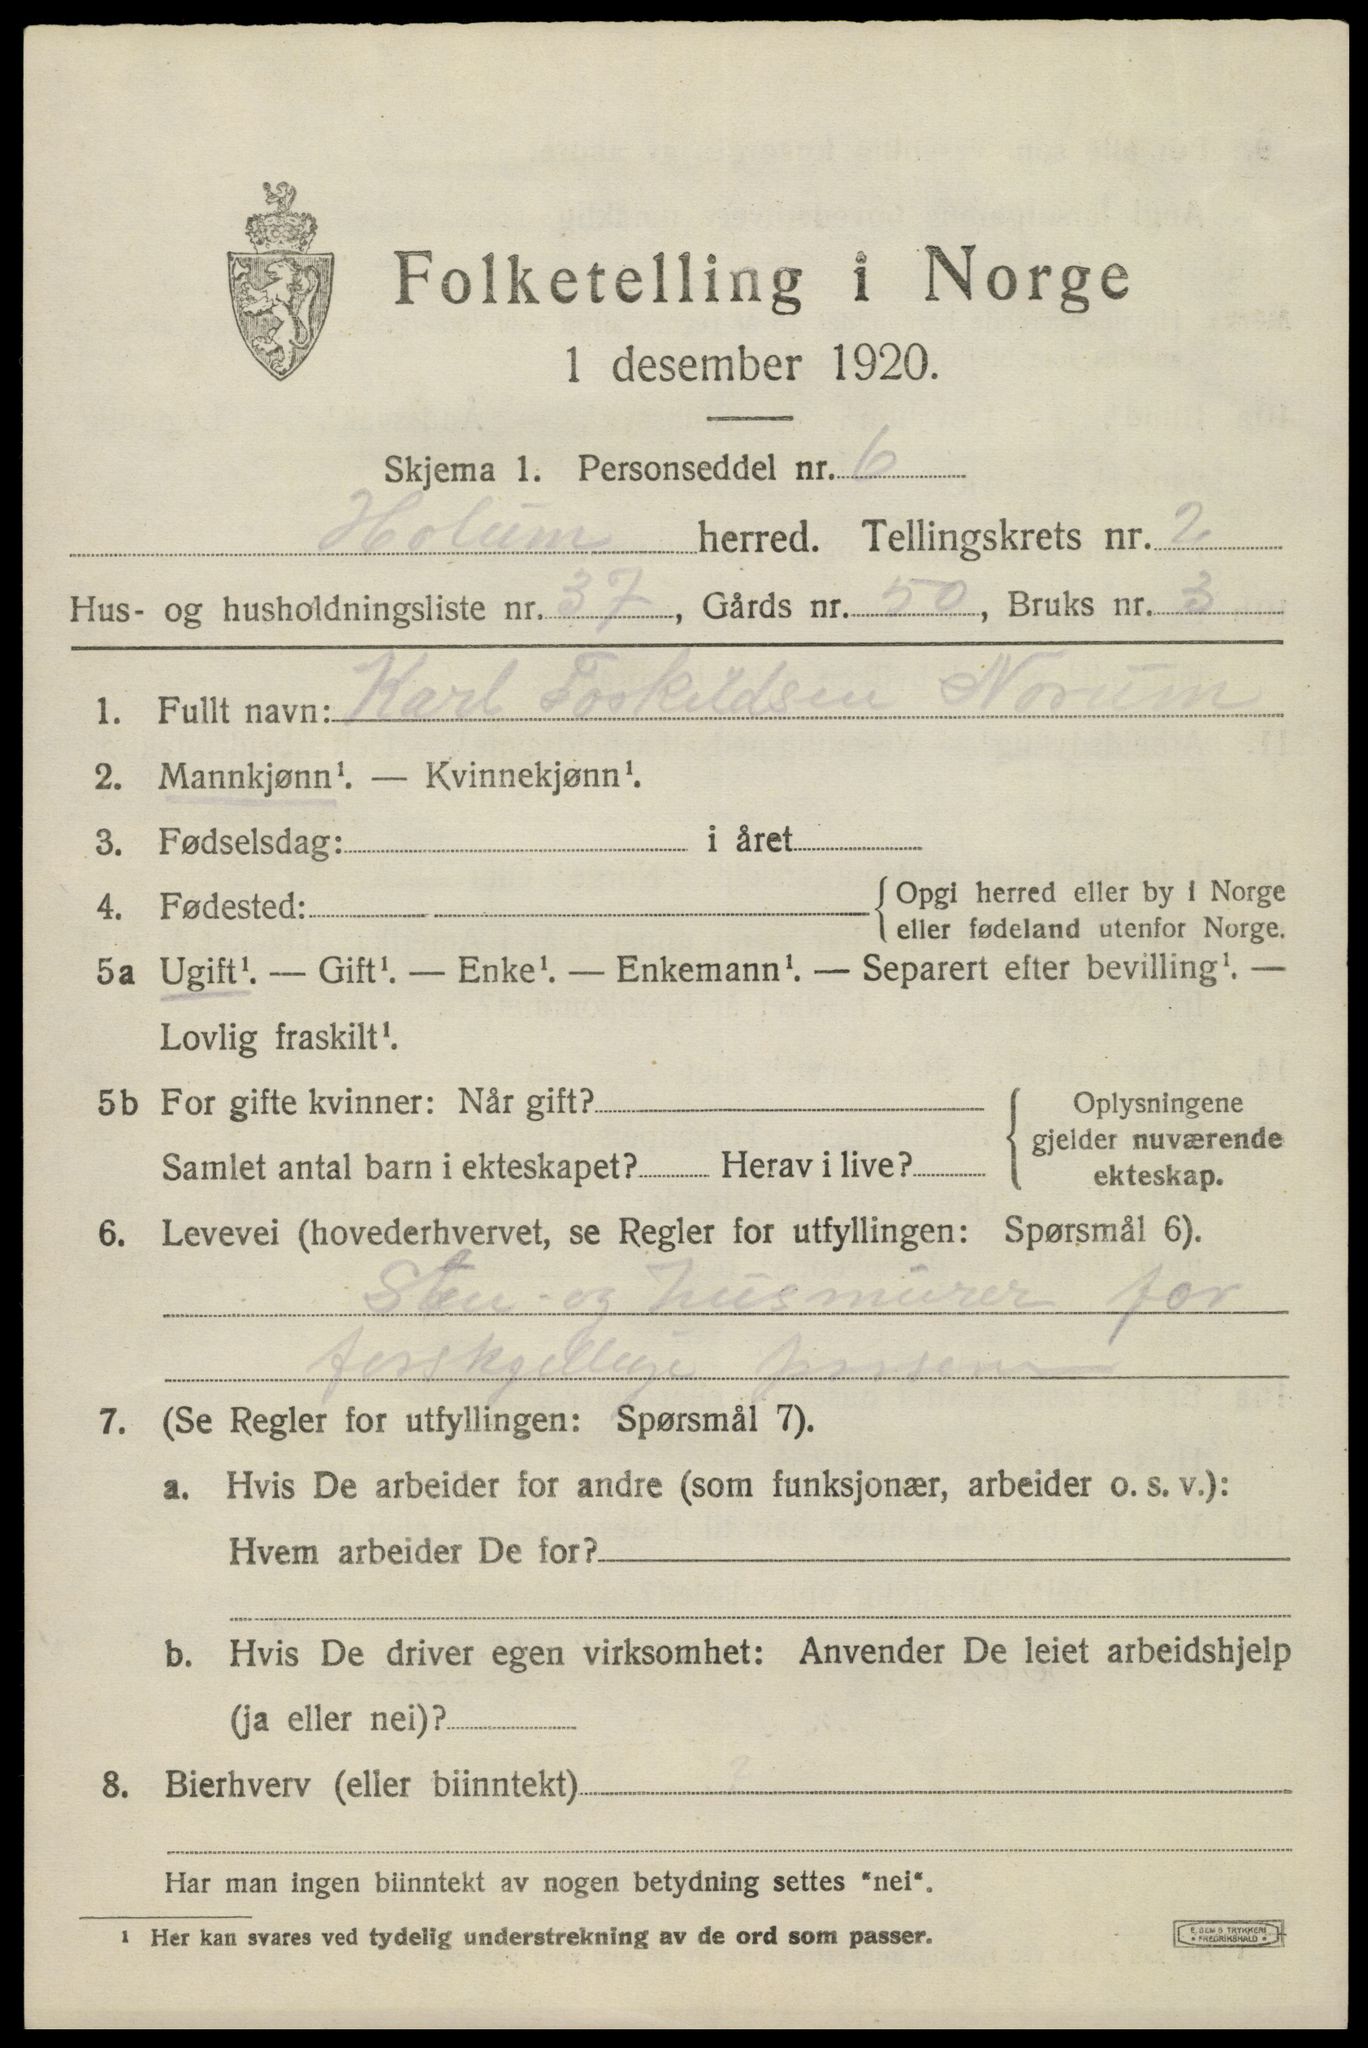 Folketelling i Norge
1 desember 1920.
Skjema 1. Personseddel nr. 6
Holum herred. Tellingskrets nr. 2
Hus- og husholdningsliste nr. 37, Gårds nr. 50, Bruks nr. 3
1. Fullt navn: Karl Toskildsen Norum
2. Mannkjønn¹. — Kvinnekjønn¹.
3. Fødselsdag: i året
4. Fødested: { Opgi herred eller by i Norge
eller fødeland utenfor Norge.
5a Ugift¹. — Gift¹. — Enke¹. — Enkemann¹. — Separert efter bevilling¹. —
Lovlig fraskilt¹.
5b For gifte kvinner: Når gift?
Samlet antal barn i ekteskapet? Herav i live?
{ Oplysningene
gjelder nuværende
ekteskap.
6. Levevei (hovederhvervet, se Regler for utfyllingen: Spørsmål 6).
Sten- og husmurer for
forskjellige
7. (Se Regler for utfyllingen: Spørsmål 7).
a. Hvis De arbeider for andre (som funksjonær, arbeider o. s. v.):
Hvem arbeider De for?
b. Hvis De driver egen virksomhet: Anvender De leiet arbeidshjelp
(ja eller nei)?
8. Bierhverv (eller biinntekt)
Har man ingen biinntekt av nogen betydning settes "nei".
¹ Her kan svares ved tydelig understrekning av de ord som passer.
E. SEM S TRYKKERI
* FREDRIKSHALD *